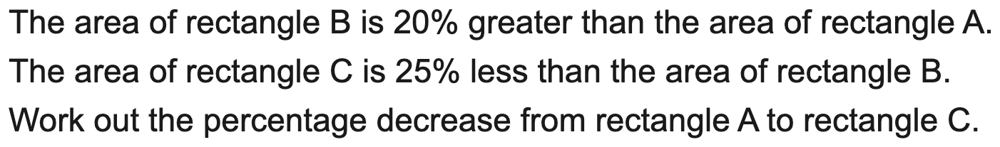 The area of rectangle B is 20% greater than the area of rectangle A.
The area of rectangle C is 25% less than the area of rectangle B.
Work out the percentage decrease from rectangle A to rectangle C.